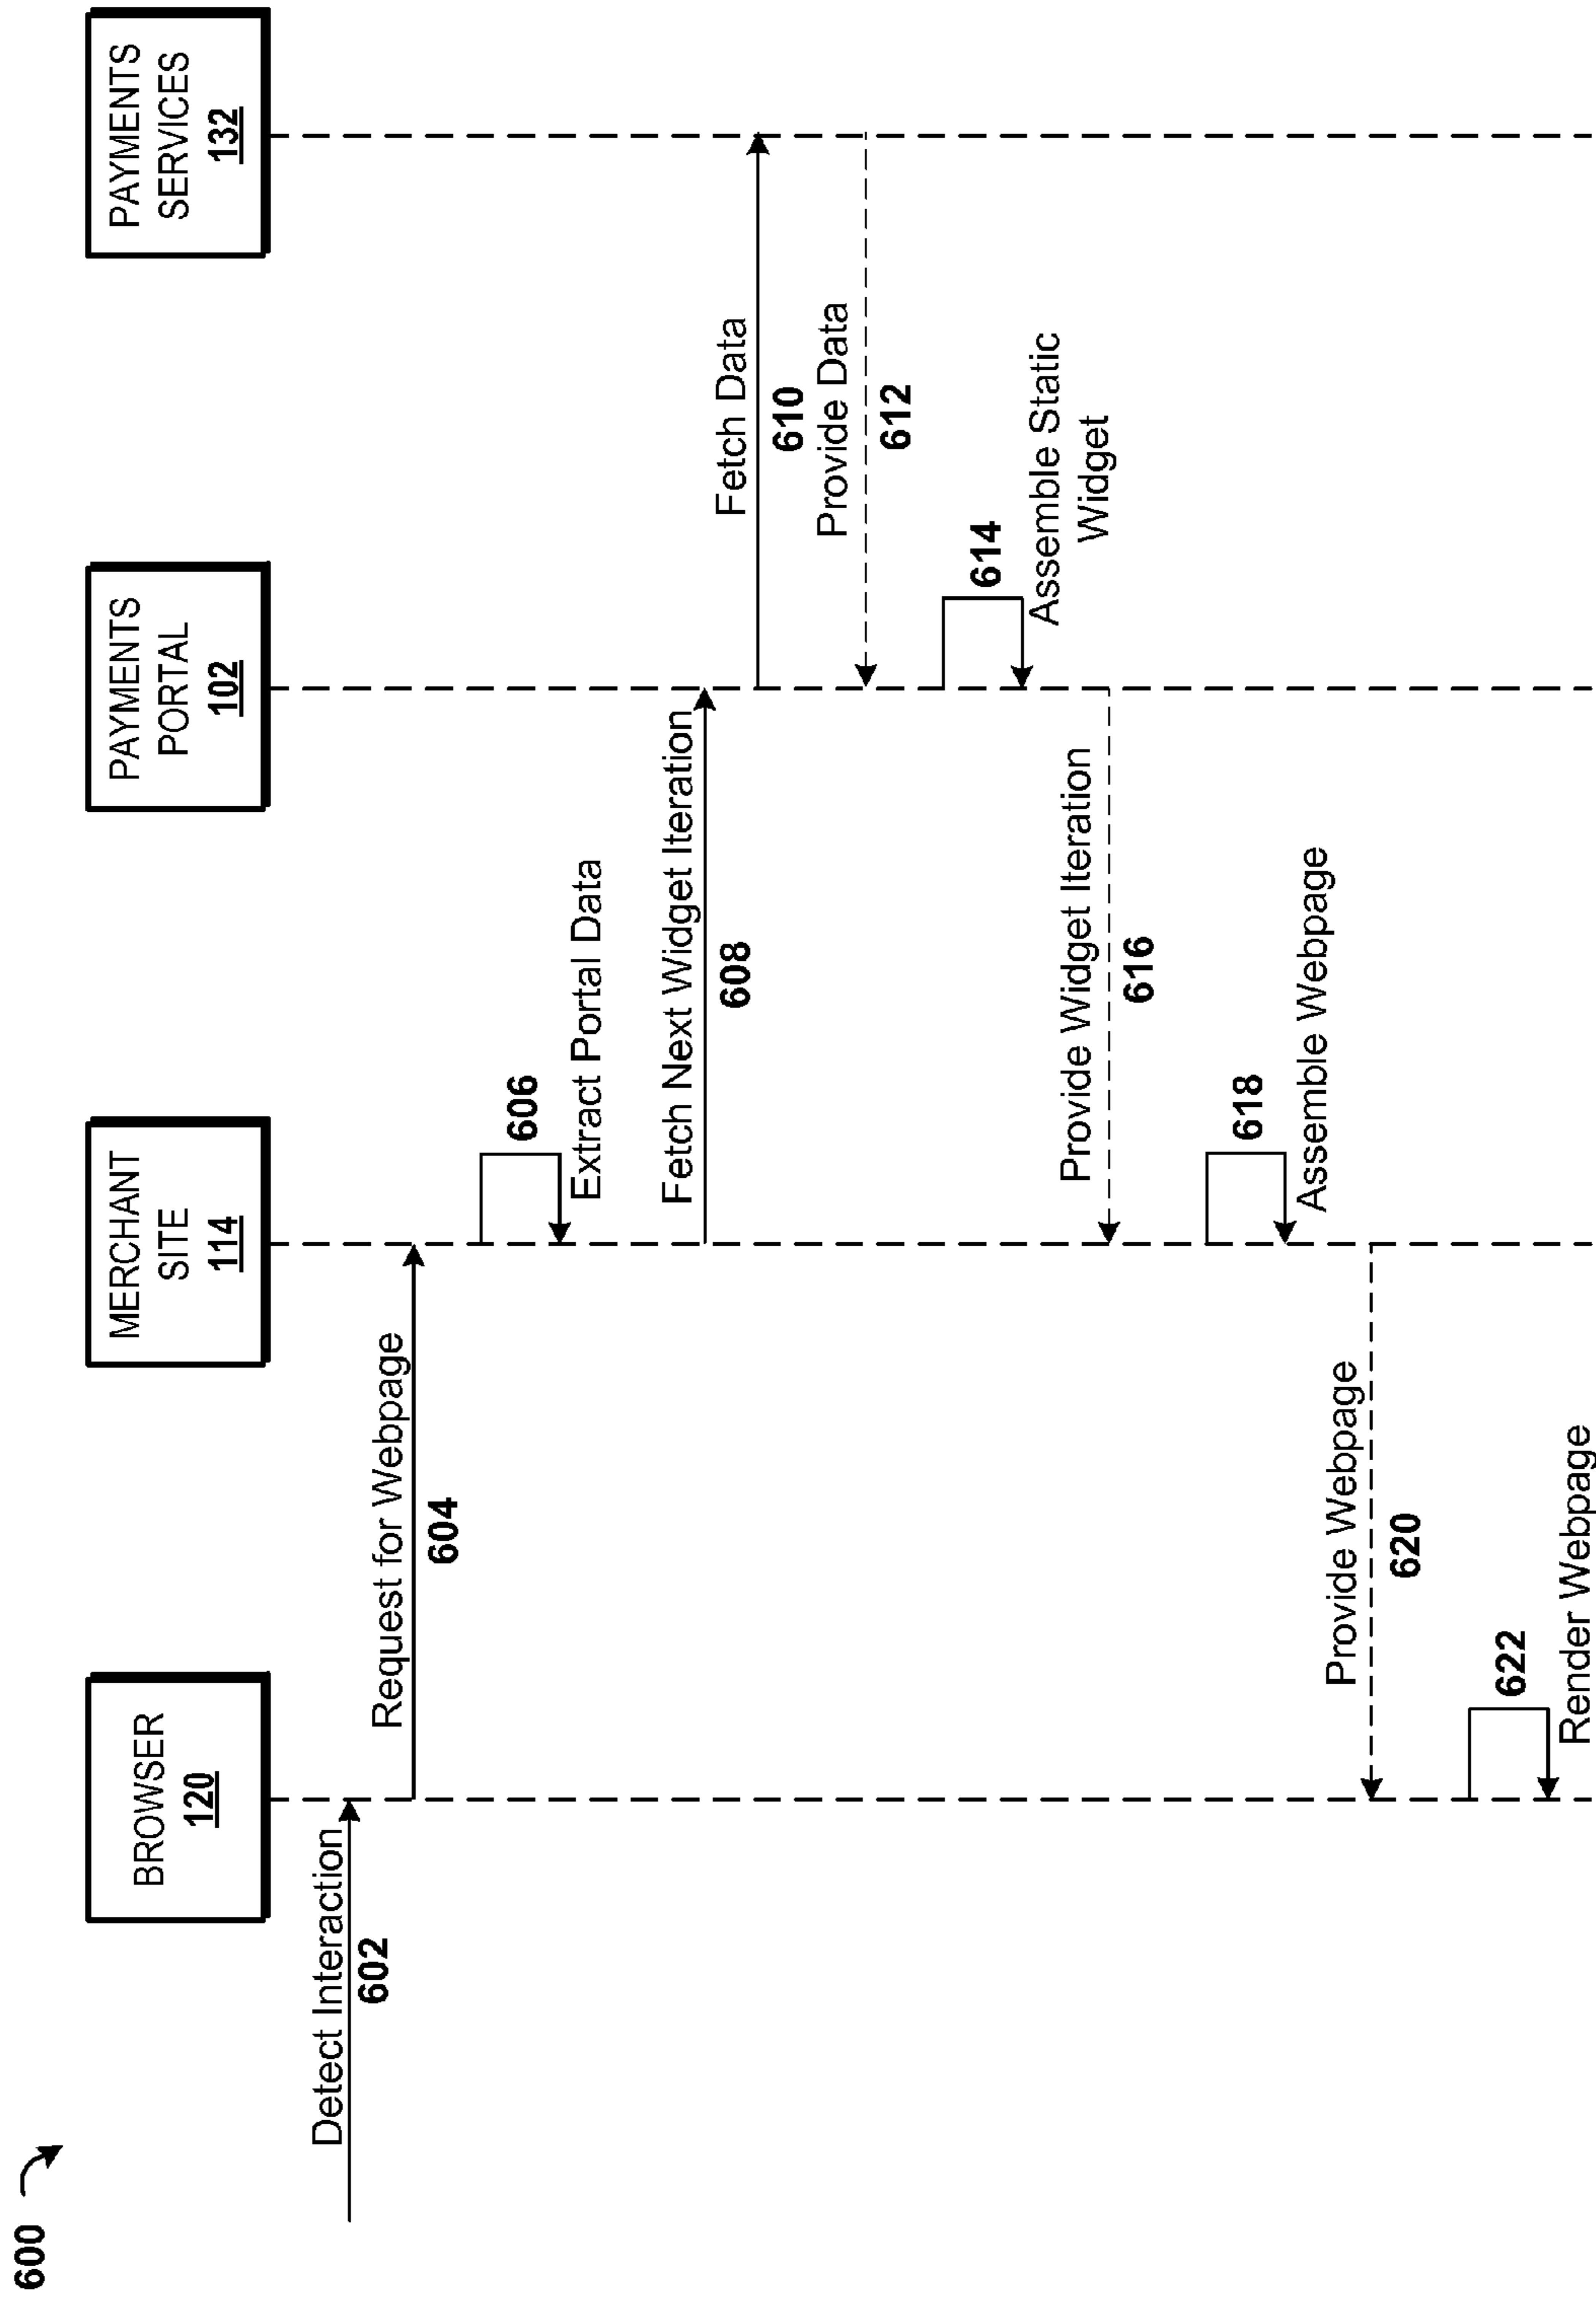 600
BROWSER
120
MERCHANT
SITE
114
PAYMENTS
PORTAL
102
PAYMENTS
SERVICES
132
Detect Interaction
602
Request for Webpage
604
606
Extract Portal Data
Fetch Next Widget Iteration
608
Fetch Data
610
Provide Data
612
614
Assemble Static
Widget
Provide Widget Iteration
616
618
Assemble Webpage
Provide Webpage
620
622
Render Webpage